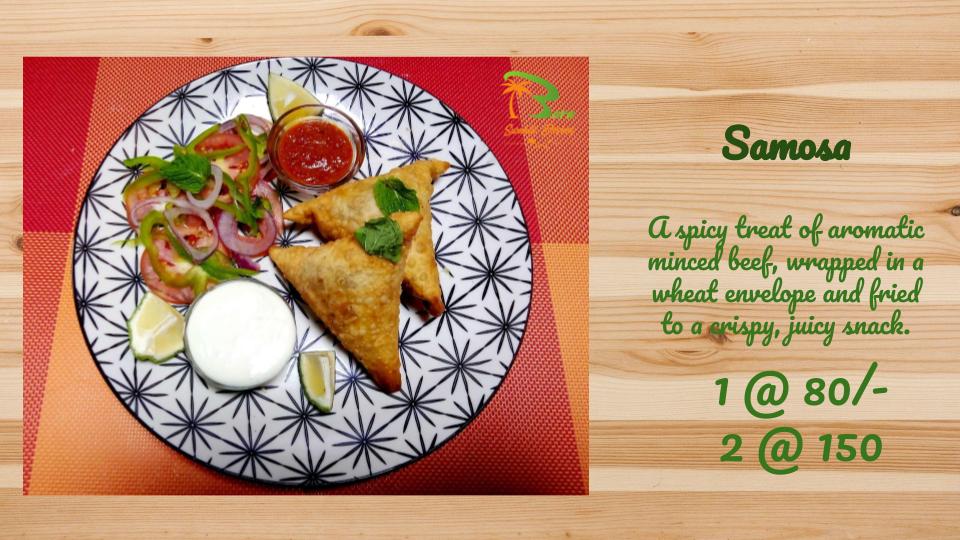 Samosa
A spicy treat of aromatic
minced beef, wrapped in a
wheat envelope and fried
to a crispy, juicy snack.
1 @ 80/-
2 @ 150